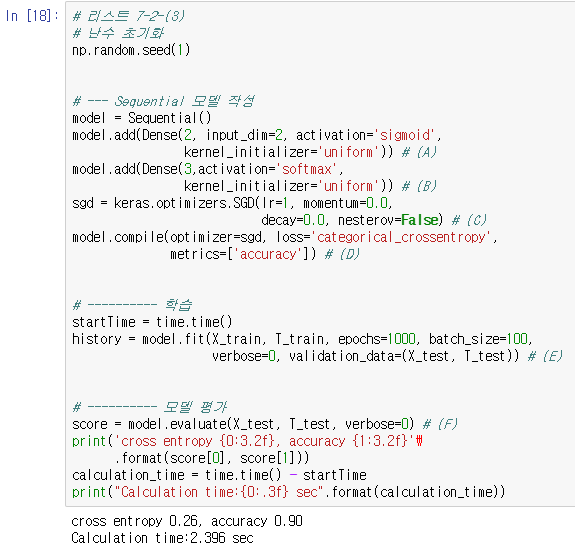 In [18]:
# 리스트 7-2-(3)
# 난수 초기화
np.random.seed(1)
# --- Sequential 모델 작성
model = Sequential()
model.add(Dense(2, input_dim=2, activation='sigmoid',
kernel_initializer='uniform')) # (A)
model.add(Dense(3,activation='softmax',
kernel_initializer='uniform')) # (B)
sgd = keras.optimizers.SGD(lr=1, momentum=0.0,
decay=0.0, nesterov=False) # (C)
model.compile(optimizer=sgd, loss='categorical_crossentropy',
metrics=['accuracy']) # (D)
# ---------- 학습
startTime = time.time()
history = model.fit(X_train, T_train, epochs=1000, batch_size=100,
verbose=0, validation_data=(X_test, T_test)) # (E)
# ---------- 모델 평가
score = model.evaluate(X_test, T_test, verbose=0) # (F)
print('cross entropy {0:3.2f}, accuracy {1:3.2f}'₩
.format(score[0], score[1]))
calculation_time = time.time() - startTime
print("Calculation time:{0:.3f} sec".format(calculation_time))
cross entropy 0.26, accuracy 0.90
Calculation time:2.396 sec